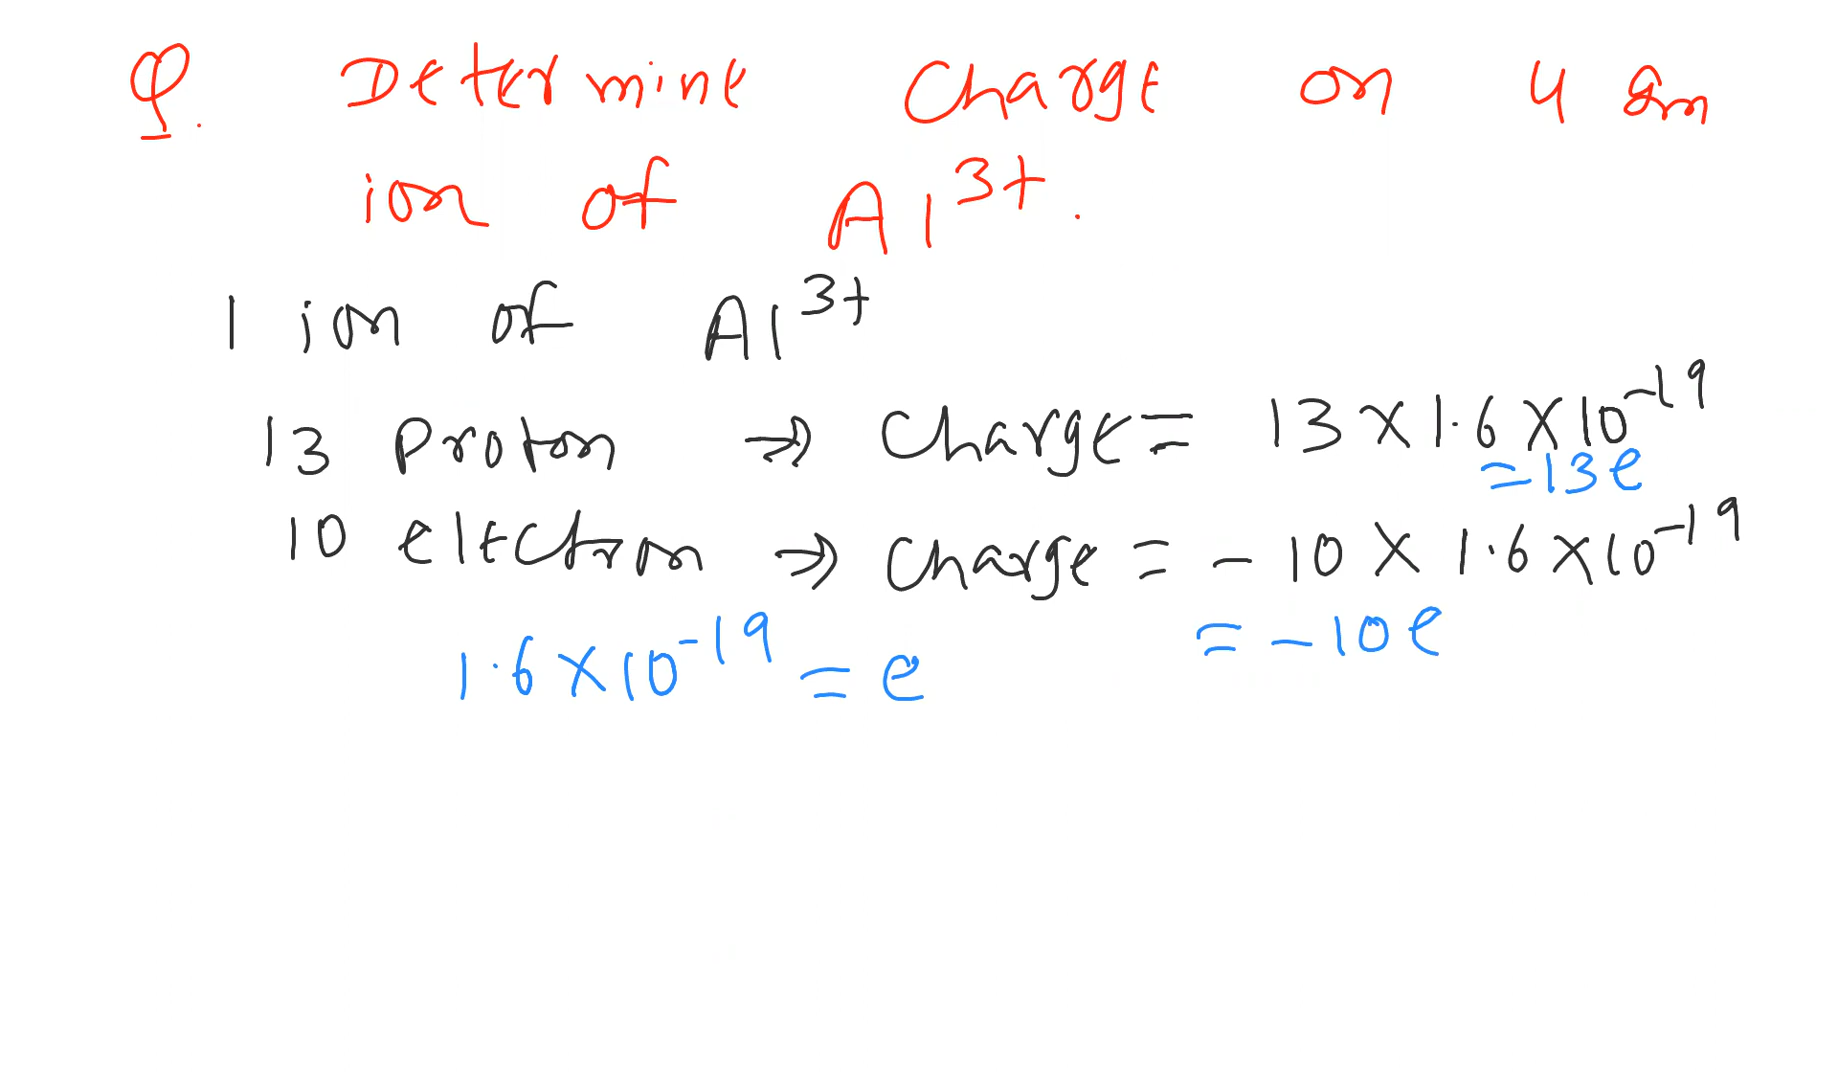 Q. Determine Charge on 4 gm
ion of Al³⁺.
1 ion of Al³⁺
13 Proton → Charge = 13 × 1.6 × 10⁻¹⁹
= 13e
10 electron → Charge = - 10 × 1.6 × 10⁻¹⁹
= - 10e
1.6 × 10⁻¹⁹ = e